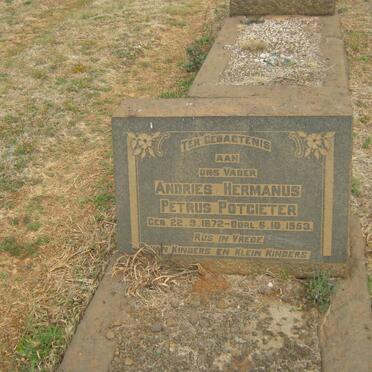 TER GEDAGTENIS
AAN
ONS VADER
ANDRIES HERMANUS
PETRUS POTGIETER
GEB. 22.9.1872 - OORL. 6.10.1953.
RUS IN VREDE
KINDERS EN KLEIN KINDERS